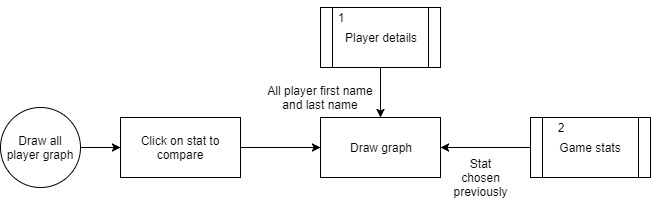 1
Player details
All player first name
and last name
Draw all
player graph
Click on stat to
compare
Draw graph
2
Game stats
Stat
chosen
previously